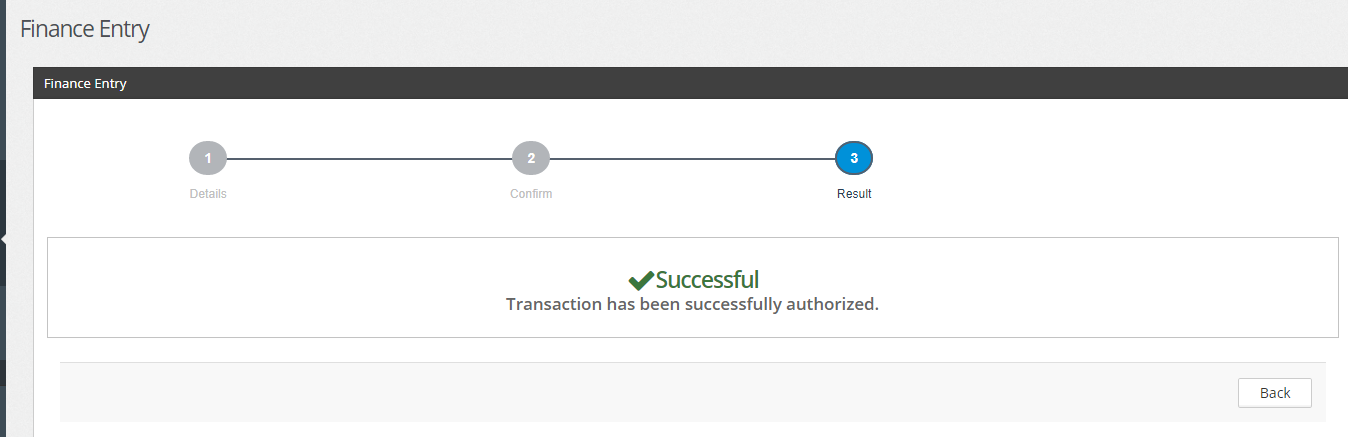 Finance Entry
Finance Entry
1
2
3
Details
Confirm
Result
Successful
Transaction has been successfully authorized.
Back